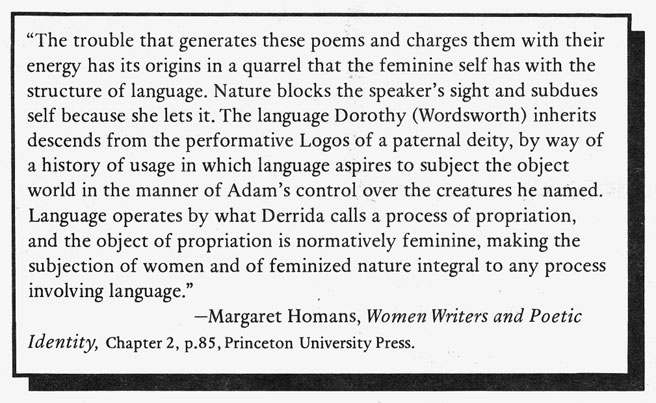 “The trouble that generates these poems and charges them with their
energy has its origins in a quarrel that the feminine self has with the
structure of language. Nature blocks the speaker’s sight and subdues
self because she lets it. The language Dorothy (Wordsworth) inherits
descends from the performative Logos of a paternal deity, by way of
a history of usage in which language aspires to subject the object
world in the manner of Adam’s control over the creatures he named.
Language operates by what Derrida calls a process of propriation,
and the object of propriation is normatively feminine, making the
subjection of women and of feminized nature integral to any process
involving language.”
—Margaret Homans, Women Writers and Poetic
Identity, Chapter 2, p.85, Princeton University Press.